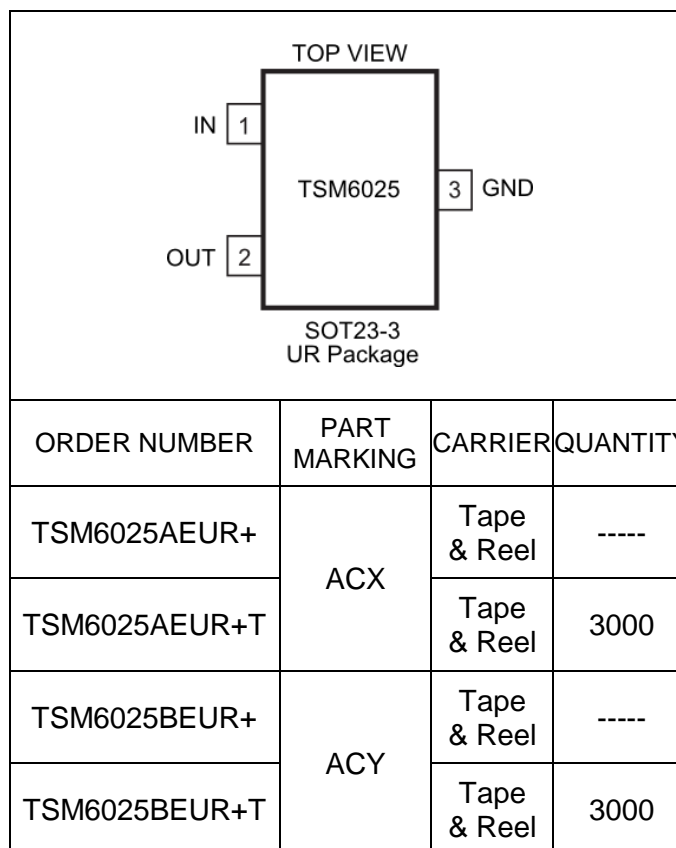 TOP VIEW
IN 1
TSM6025
3 GND
OUT 2
SOT23-3
UR Package
ORDER NUMBER PART MARKING CARRIER QUANTITY
TSM6025AEUR+ ACX Tape & Reel -----
TSM6025AEUR+T Tape & Reel 3000
TSM6025BEUR+ ACY Tape & Reel -----
TSM6025BEUR+T Tape & Reel 3000